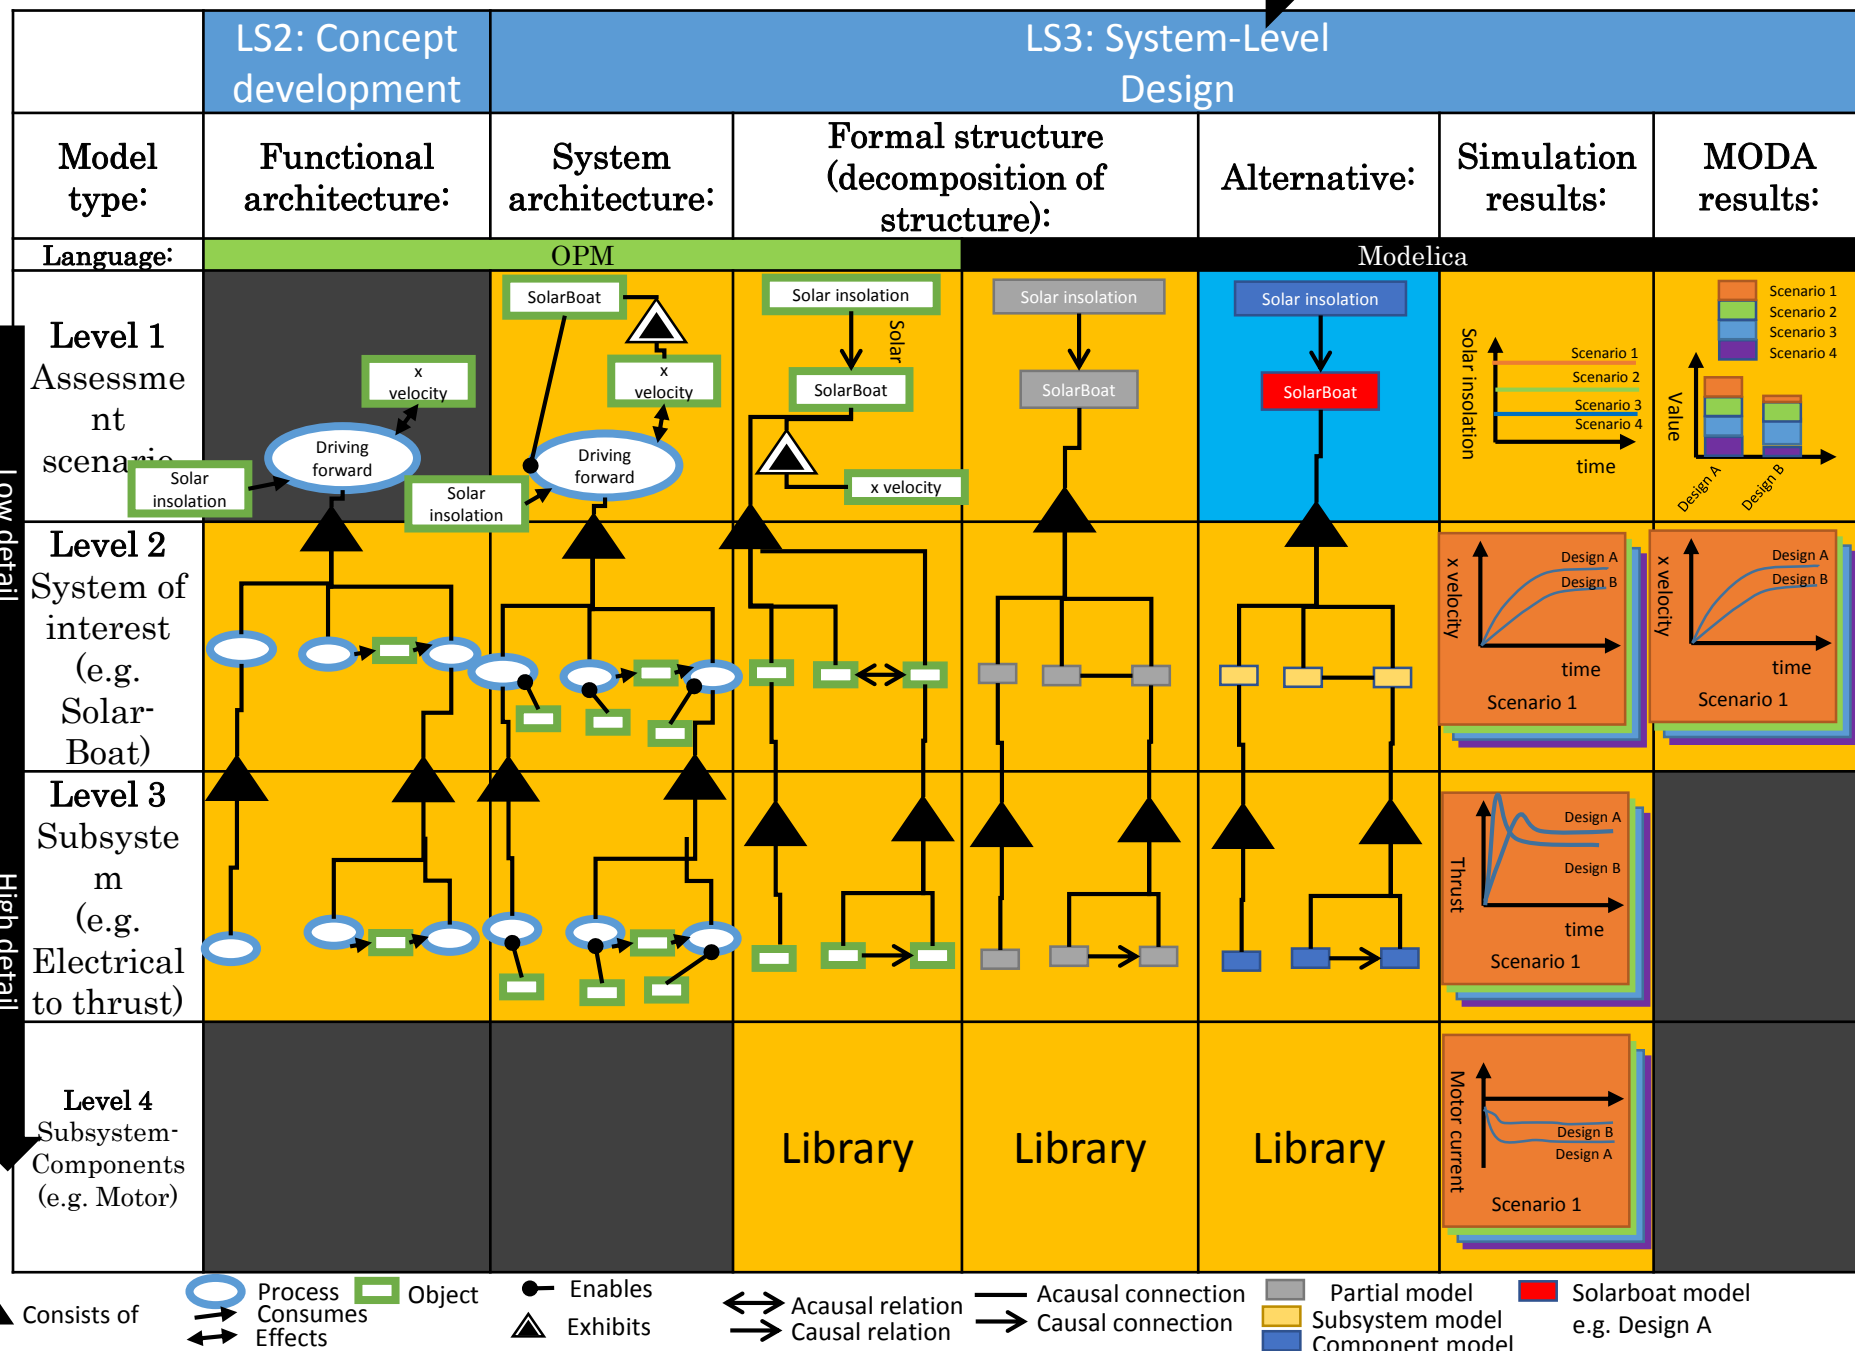 LS2: Concept
development
LS3: System-Level
Design
Model
type:
Functional
architecture:
System
architecture:
Formal structure
(decomposition of
structure):
Alternative:
Simulation
results:
MODA
results:
Language:
OPM
Modelica
Low detail
High detail
Level 1
Assessme
nt
scenario
Solar
insolation
Driving
forward
x
velocity
SolarBoat
x
velocity
Driving
forward
Solar
insolation
Solar insolation
Solar
SolarBoat
x velocity
Solar insolation
SolarBoat
Solar insolation
SolarBoat
Solar insolation
Scenario 1
Scenario 2
Scenario 3
Scenario 4
time
Scenario 1
Scenario 2
Scenario 3
Scenario 4
Value
Design A
Design B
Level 2
System of
interest
(e.g.
Solar-
Boat)
x velocity
Design A
Design B
time
Scenario 1
x velocity
Design A
Design B
time
Scenario 1
Level 3
Subsyste
m
(e.g.
Electrical
to thrust)
Thrust
Design A
Design B
time
Scenario 1
Level 4
Subsystem-
Components
(e.g. Motor)
Library
Library
Library
Motor current
Design B
Design A
Scenario 1
Consists of
Process
Consumes
Effects
Object
Enables
Exhibits
Acausal relation
Causal relation
Acausal connection
Causal connection
Partial model
Subsystem model
Component model
Solarboat model
e.g. Design A